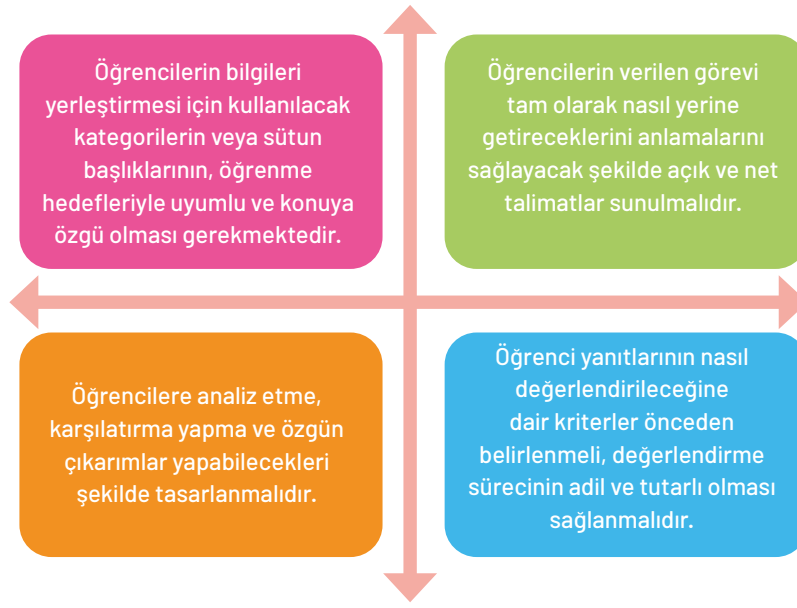 Öğrencilerin bilgileri
yerleştirmesi için kullanılacak
kategorilerin veya sütun
başlıklarının, öğrenme
hedefleriyle uyumlu ve konuya
özgü olması gerekmektedir.
Öğrencilerin verilen görevi
tam olarak nasıl yerine
getireceklerini anlamalarını
sağlayacak şekilde açık ve net
talimatlar sunulmalıdır.
Öğrencilere analiz etme,
karşılatırma yapma ve özgün
çıkarımlar yapabilecekleri
şekilde tasarlanmalıdır.
Öğrenci yanıtlarının nasıl
değerlendirileceğine
dair kriterler önceden
belirlenmeli, değerlendirme
sürecinin adil ve tutarlı olması
sağlanmalıdır.